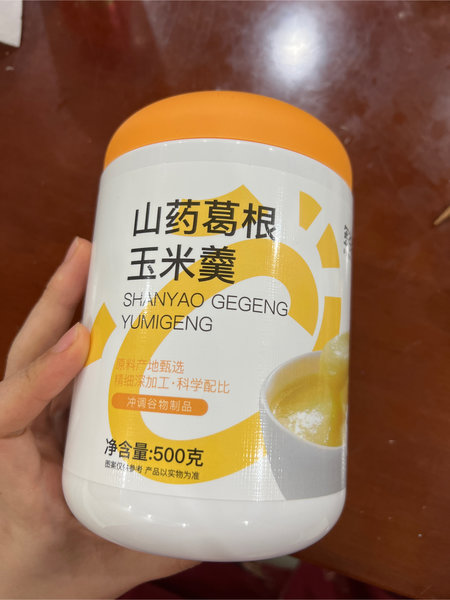 山药葛根
玉米羹
SHANYAO GEGENG
YUMIGENG
原料产地甄选
精细深加工·科学配比
冲调谷物制品
净含量:500克
图案仅供参考 产品以实物为准